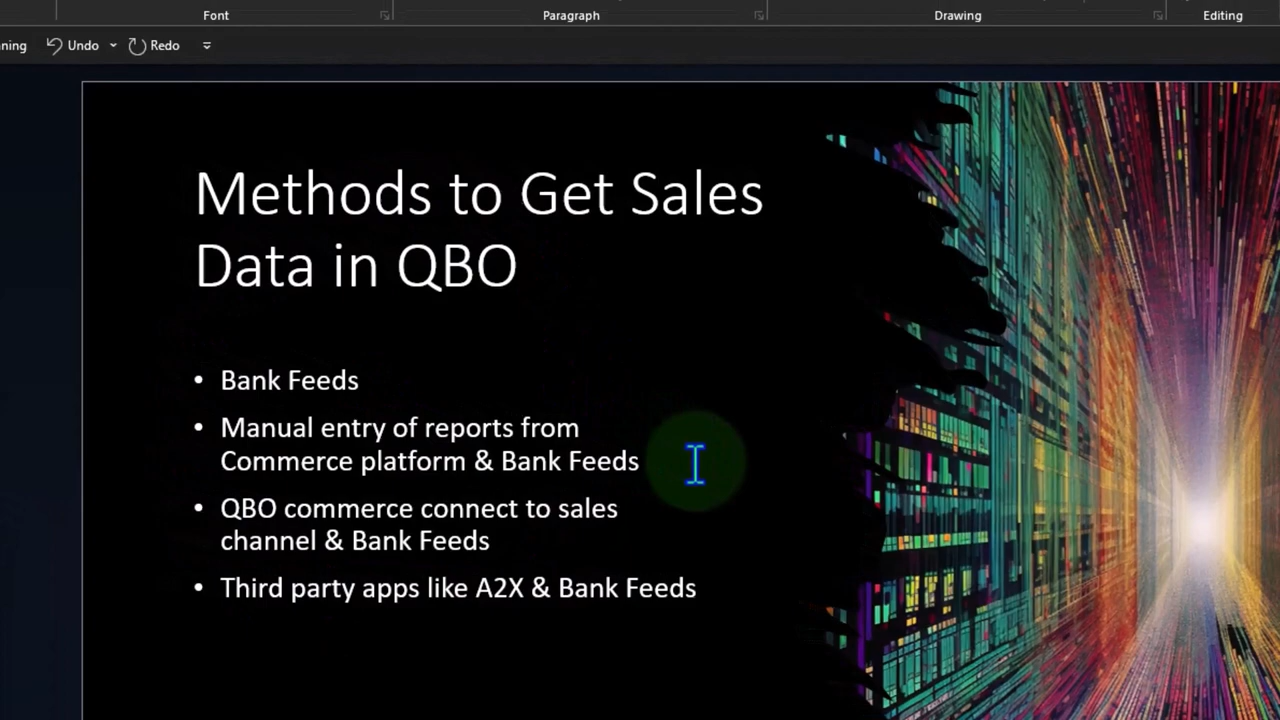 Font
Paragraph
Drawing
Editing
ning
Undo
Redo
Methods to Get Sales
Data in QBO
• Bank Feeds
• Manual entry of reports from
Commerce platform & Bank Feeds
• QBO commerce connect to sales
channel & Bank Feeds
• Third party apps like A2X & Bank Feeds